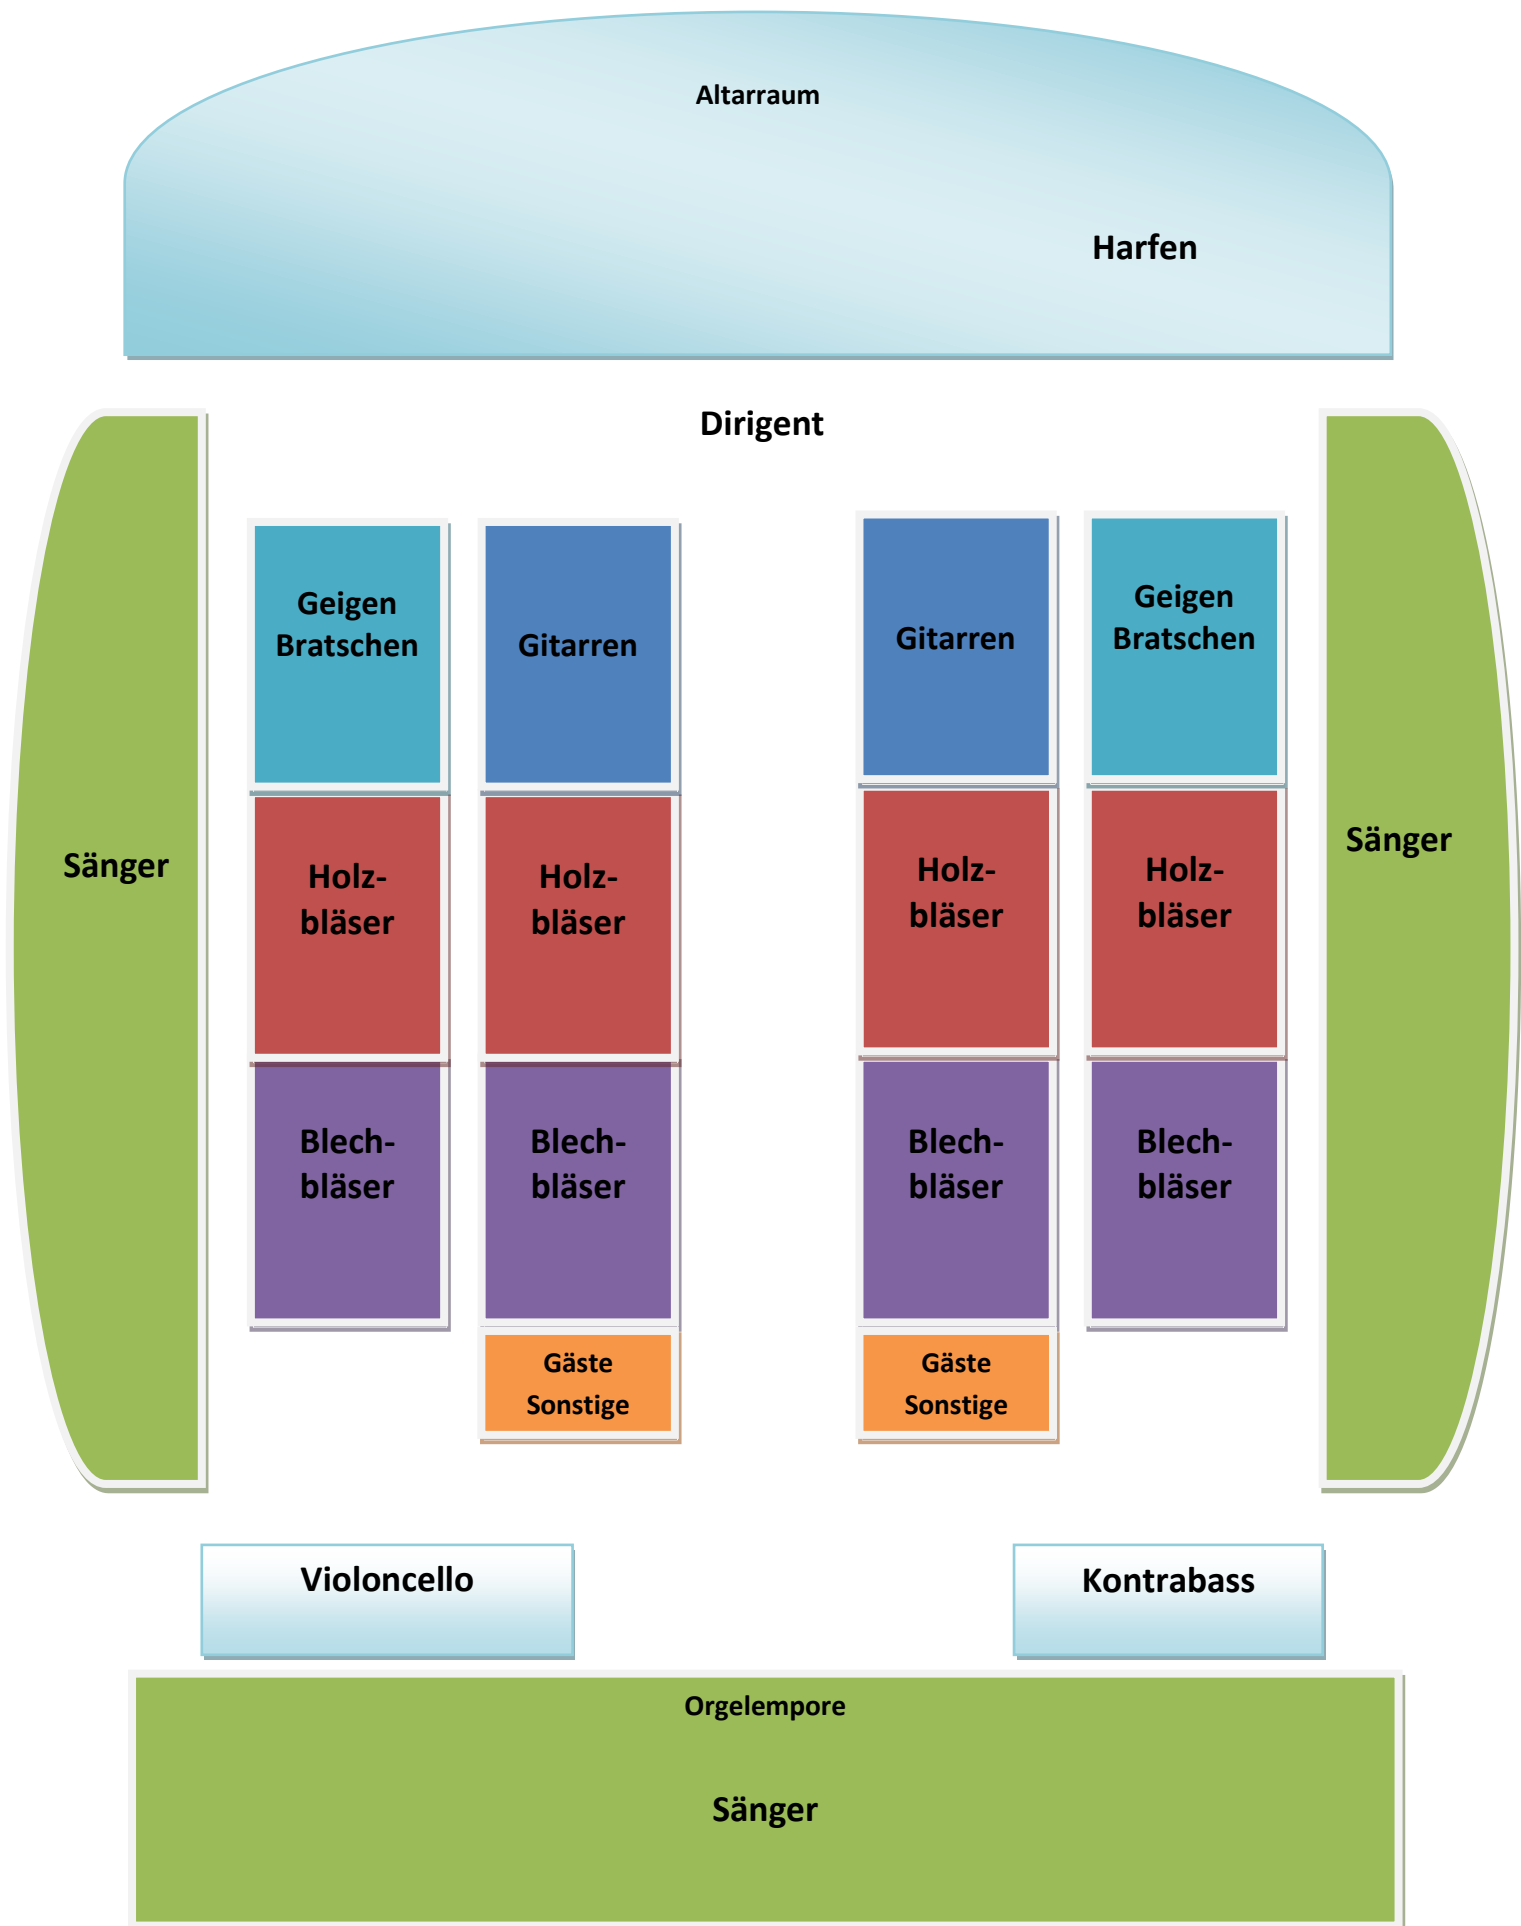 Altarraum
Harfen
Dirigent
Geigen
Bratschen
Gitarren
Gitarren
Geigen
Bratschen
Sänger
Holz-
bläser
Holz-
bläser
Holz-
bläser
Holz-
bläser
Sänger
Blech-
bläser
Blech-
bläser
Blech-
bläser
Blech-
bläser
Gäste
Sonstige
Gäste
Sonstige
Violoncello
Kontrabass
Orgelempore
Sänger